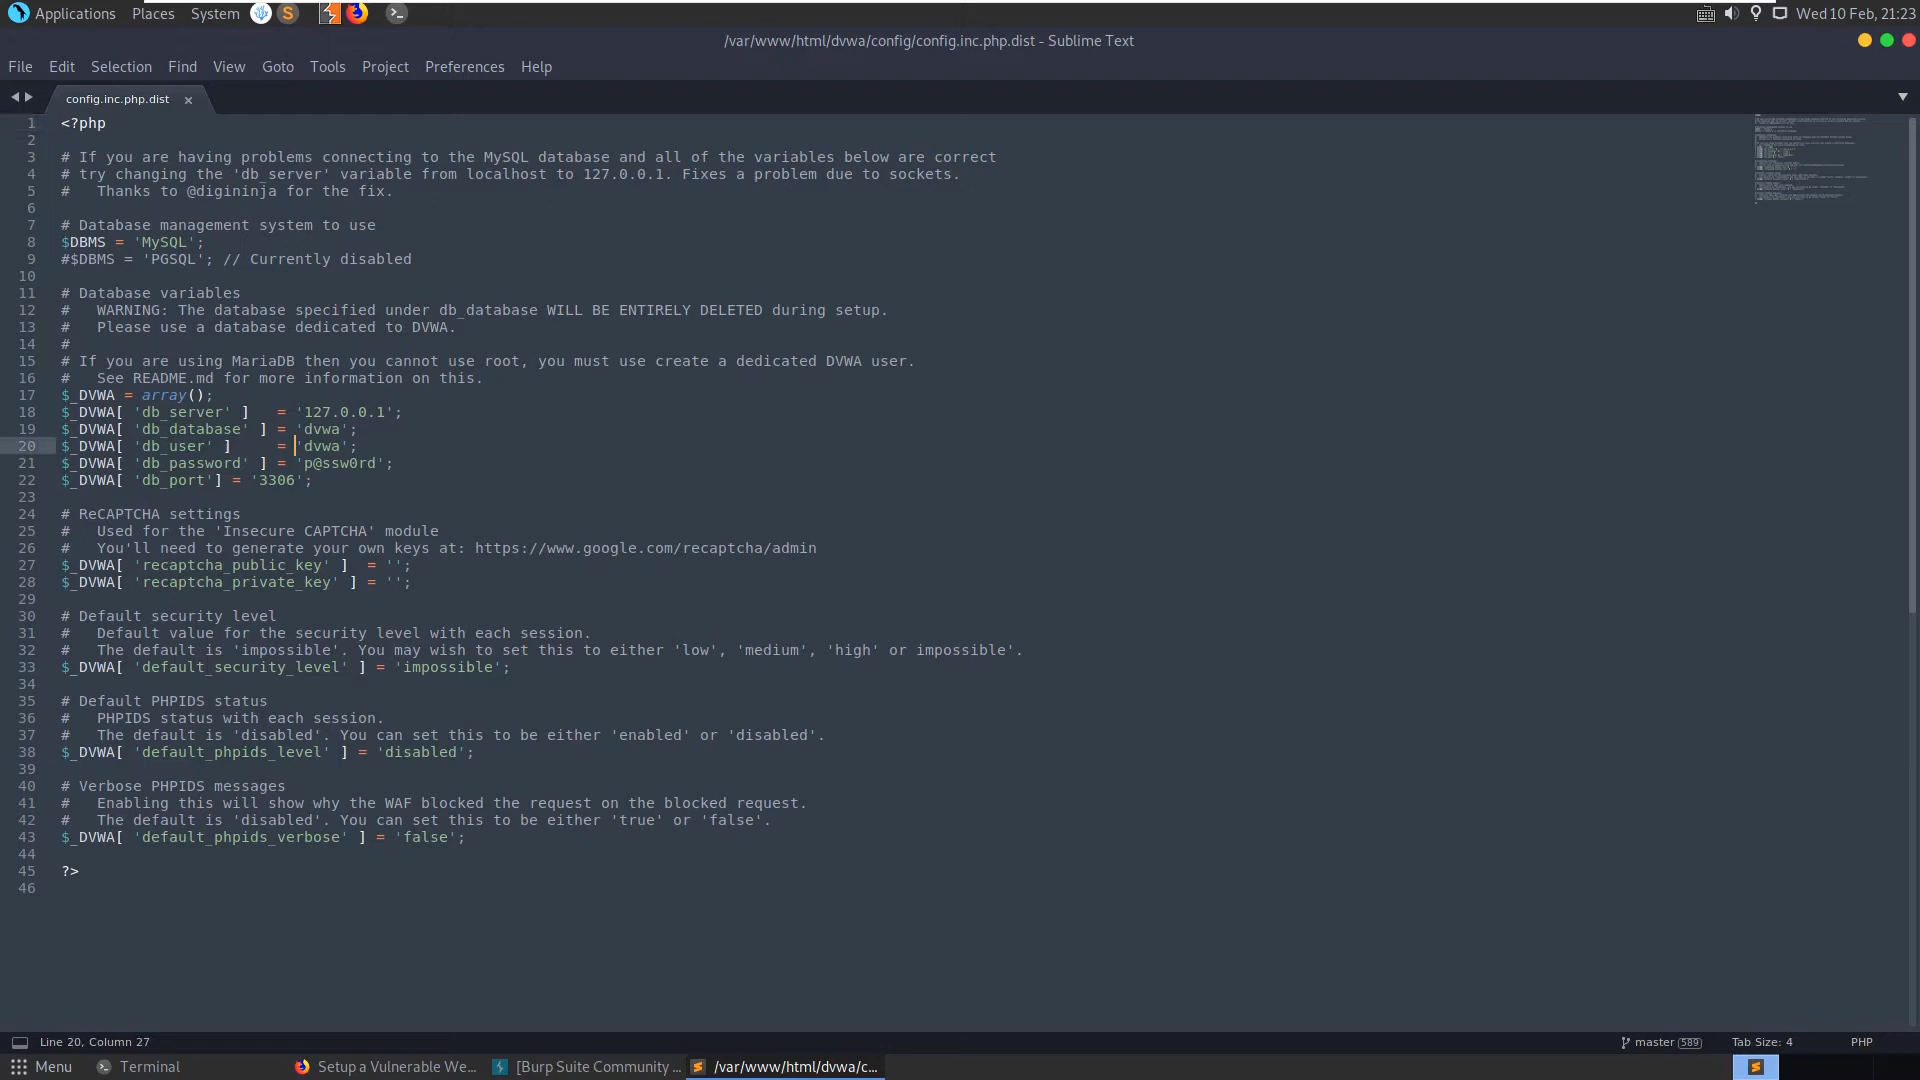 Applications Places System Wed 10 Feb, 21:23
/var/www/html/dvwa/config/config.inc.php.dist - Sublime Text
File Edit Selection Find View Goto Tools Project Preferences Help
config.inc.php.dist
1 <?php
2
3 # If you are having problems connecting to the MySQL database and all of the variables below are correct
4 # try changing the 'db_server' variable from localhost to 127.0.0.1. Fixes a problem due to sockets.
5 #   Thanks to @digininja for the fix.
6
7 # Database management system to use
8 $DBMS = 'MySQL';
9 #$DBMS = 'PGSQL'; // Currently disabled
10
11 # Database variables
12 #   WARNING: The database specified under db_database WILL BE ENTIRELY DELETED during setup.
13 #   Please use a database dedicated to DVWA.
14 #
15 # If you are using MariaDB then you cannot use root, you must use create a dedicated DVWA user.
16 #   See README.md for more information on this.
17 $_DVWA = array();
18 $_DVWA[ 'db_server' ]   = '127.0.0.1';
19 $_DVWA[ 'db_database' ] = 'dvwa';
20 $_DVWA[ 'db_user' ]     = 'dvwa';
21 $_DVWA[ 'db_password' ] = 'p@ssw0rd';
22 $_DVWA[ 'db_port'] = '3306';
23
24 # ReCAPTCHA settings
25 #   Used for the 'Insecure CAPTCHA' module
26 #   You'll need to generate your own keys at: https://www.google.com/recaptcha/admin
27 $_DVWA[ 'recaptcha_public_key' ]  = '';
28 $_DVWA[ 'recaptcha_private_key' ] = '';
29
30 # Default security level
31 #   Default value for the security level with each session.
32 #   The default is 'impossible'. You may wish to set this to either 'low', 'medium', 'high' or impossible'.
33 $_DVWA[ 'default_security_level' ] = 'impossible';
34
35 # Default PHPIDS status
36 #   PHPIDS status with each session.
37 #   The default is 'disabled'. You can set this to be either 'enabled' or 'disabled'.
38 $_DVWA[ 'default_phpids_level' ] = 'disabled';
39
40 # Verbose PHPIDS messages
41 #   Enabling this will show why the WAF blocked the request on the blocked request.
42 #   The default is 'disabled'. You can set this to be either 'true' or 'false'.
43 $_DVWA[ 'default_phpids_verbose' ] = 'false';
44
45 ?>
46
Line 20, Column 27 master 589 Tab Size: 4 PHP
Menu Terminal Setup a Vulnerable We... [Burp Suite Community ... /var/www/html/dvwa/c...